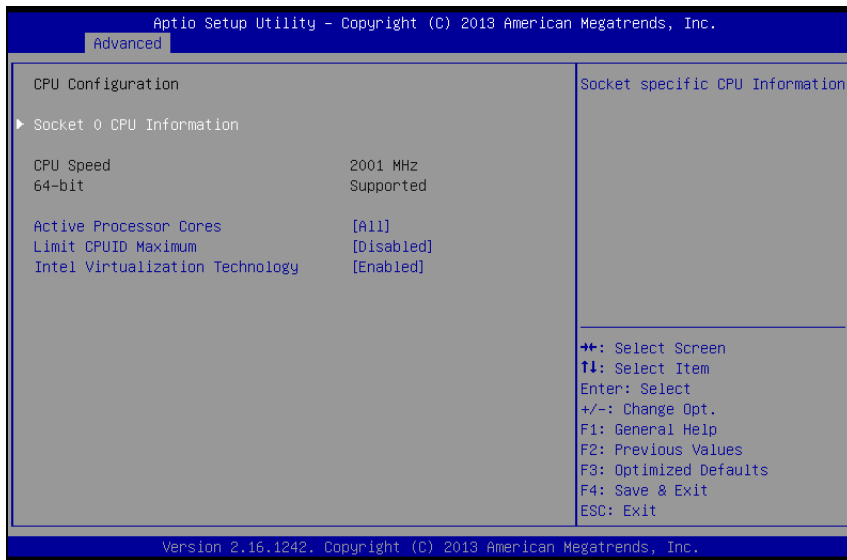 Aptio Setup Utility – Copyright (C) 2013 American Megatrends, Inc.
Advanced
CPU Configuration
Socket 0 CPU Information
CPU Speed 2001 MHz
64-bit Supported
Active Processor Cores [All]
Limit CPUID Maximum [Disabled]
Intel Virtualization Technology [Enabled]
Socket specific CPU Information
→←: Select Screen
↑↓: Select Item
Enter: Select
+/-: Change Opt.
F1: General Help
F2: Previous Values
F3: Optimized Defaults
F4: Save & Exit
ESC: Exit
Version 2.16.1242. Copyright (C) 2013 American Megatrends, Inc.